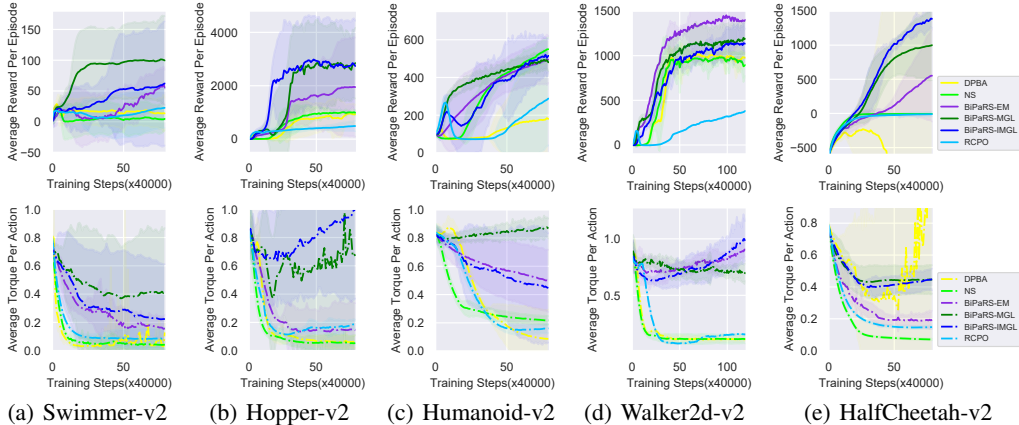 Average Reward Per Episode
150
100
50
0
−50
50
Training Steps(x40000)
Average Reward Per Episode
4000
2000
0
50
Training Steps(x40000)
Average Reward Per Episode
600
400
200
0
50
Training Steps(x40000)
Average Reward Per Episode
1500
1000
500
0
0
50
100
Training Steps(x40000)
Average Reward Per Episode
1500
1000
500
0
−500
50
Training Steps(x40000)
DPBA
NS
BiPaRS-EM
BiPaRS-MGL
BiPaRS-IMGL
RCPO
Average Torque Per Action
1.0
0.8
0.6
0.4
0.2
0.0
0
50
Training Steps(x40000)
Average Torque Per Action
1.0
0.8
0.6
0.4
0.2
0.0
0
50
Training Steps(x40000)
Average Torque Per Action
1.0
0.8
0.6
0.4
0.2
0.0
0
50
Training Steps(x40000)
Average Torque Per Action
1.0
0.5
0
50
100
Training Steps(x40000)
Average Torque Per Action
0.8
0.6
0.4
0.2
0.0
0
50
Training Steps(x40000)
DPBA
NS
BiPaRS-EM
BiPaRS-MGL
BiPaRS-IMGL
RCPO
(a) Swimmer-v2
(b) Hopper-v2
(c) Humanoid-v2
(d) Walker2d-v2
(e) HalfCheetah-v2